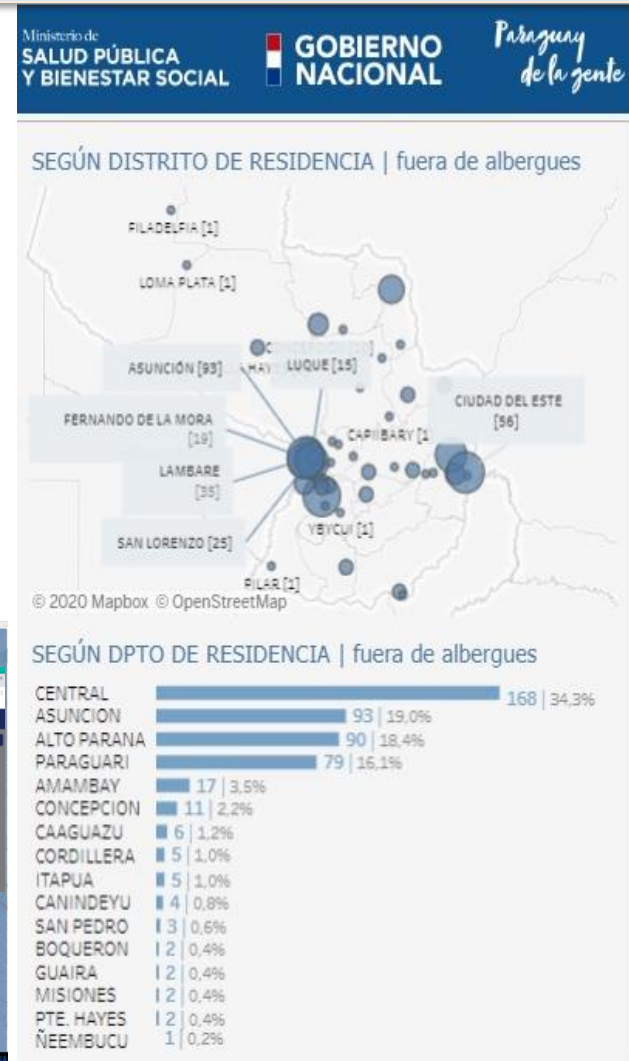 Ministerio de
SALUD PÚBLICA
Y BIENESTAR SOCIAL
GOBIERNO
NACIONAL
Paraguay
de la gente
SEGÚN DISTRITO DE RESIDENCIA | fuera de albergues
FILADELFIA [1]
LOMA PLATA [1]
ASUNCIÓN [93]
LUQUE [15]
FERNANDO DE LA MORA
[19]
CIUDAD DEL ESTE
[56]
CAPIIBARY [1
LAMBARE
[35]
SAN LORENZO [25]
YBYCUI [1]
PILAR [1]
© 2020 Mapbox © OpenStreetMap
SEGÚN DPTO DE RESIDENCIA | fuera de albergues
CENTRAL 168 | 34,3%
ASUNCION 93 | 19,0%
ALTO PARANA 90 | 18,4%
PARAGUARI 79 | 16,1%
AMAMBAY 17 | 3,5%
CONCEPCION 11 | 2,2%
CAAGUAZU 6 | 1,2%
CORDILLERA 5 | 1,0%
ITAPUA 5 | 1,0%
CANINDEYU 4 | 0,8%
SAN PEDRO 3 | 0,6%
BOQUERON 2 | 0,4%
GUAIRA 2 | 0,4%
MISIONES 2 | 0,4%
PTE. HAYES 2 | 0,4%
ÑEEMBUCU 1 | 0,2%